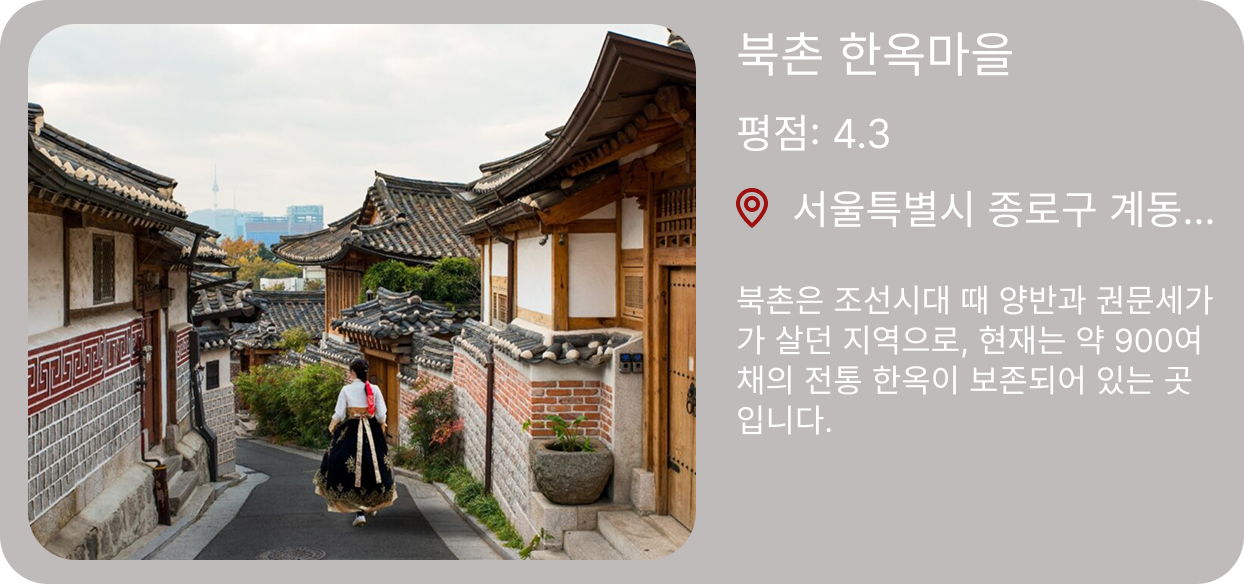 북촌 한옥마을
평점: 4.3
서울특별시 종로구 계동...
북촌은 조선시대 때 양반과 권문세가
가 살던 지역으로, 현재는 약 900여
채의 전통 한옥이 보존되어 있는 곳
입니다.